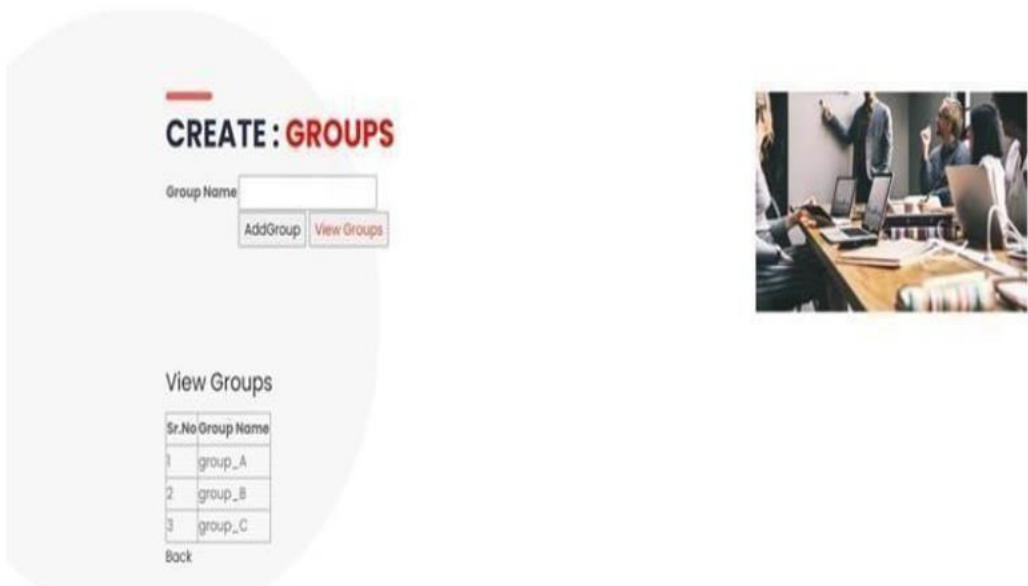 CREATE : GROUPS
Group Name
AddGroup View Groups
View Groups
Sr.No Group Name
1 group_A
2 group_B
3 group_C
Back